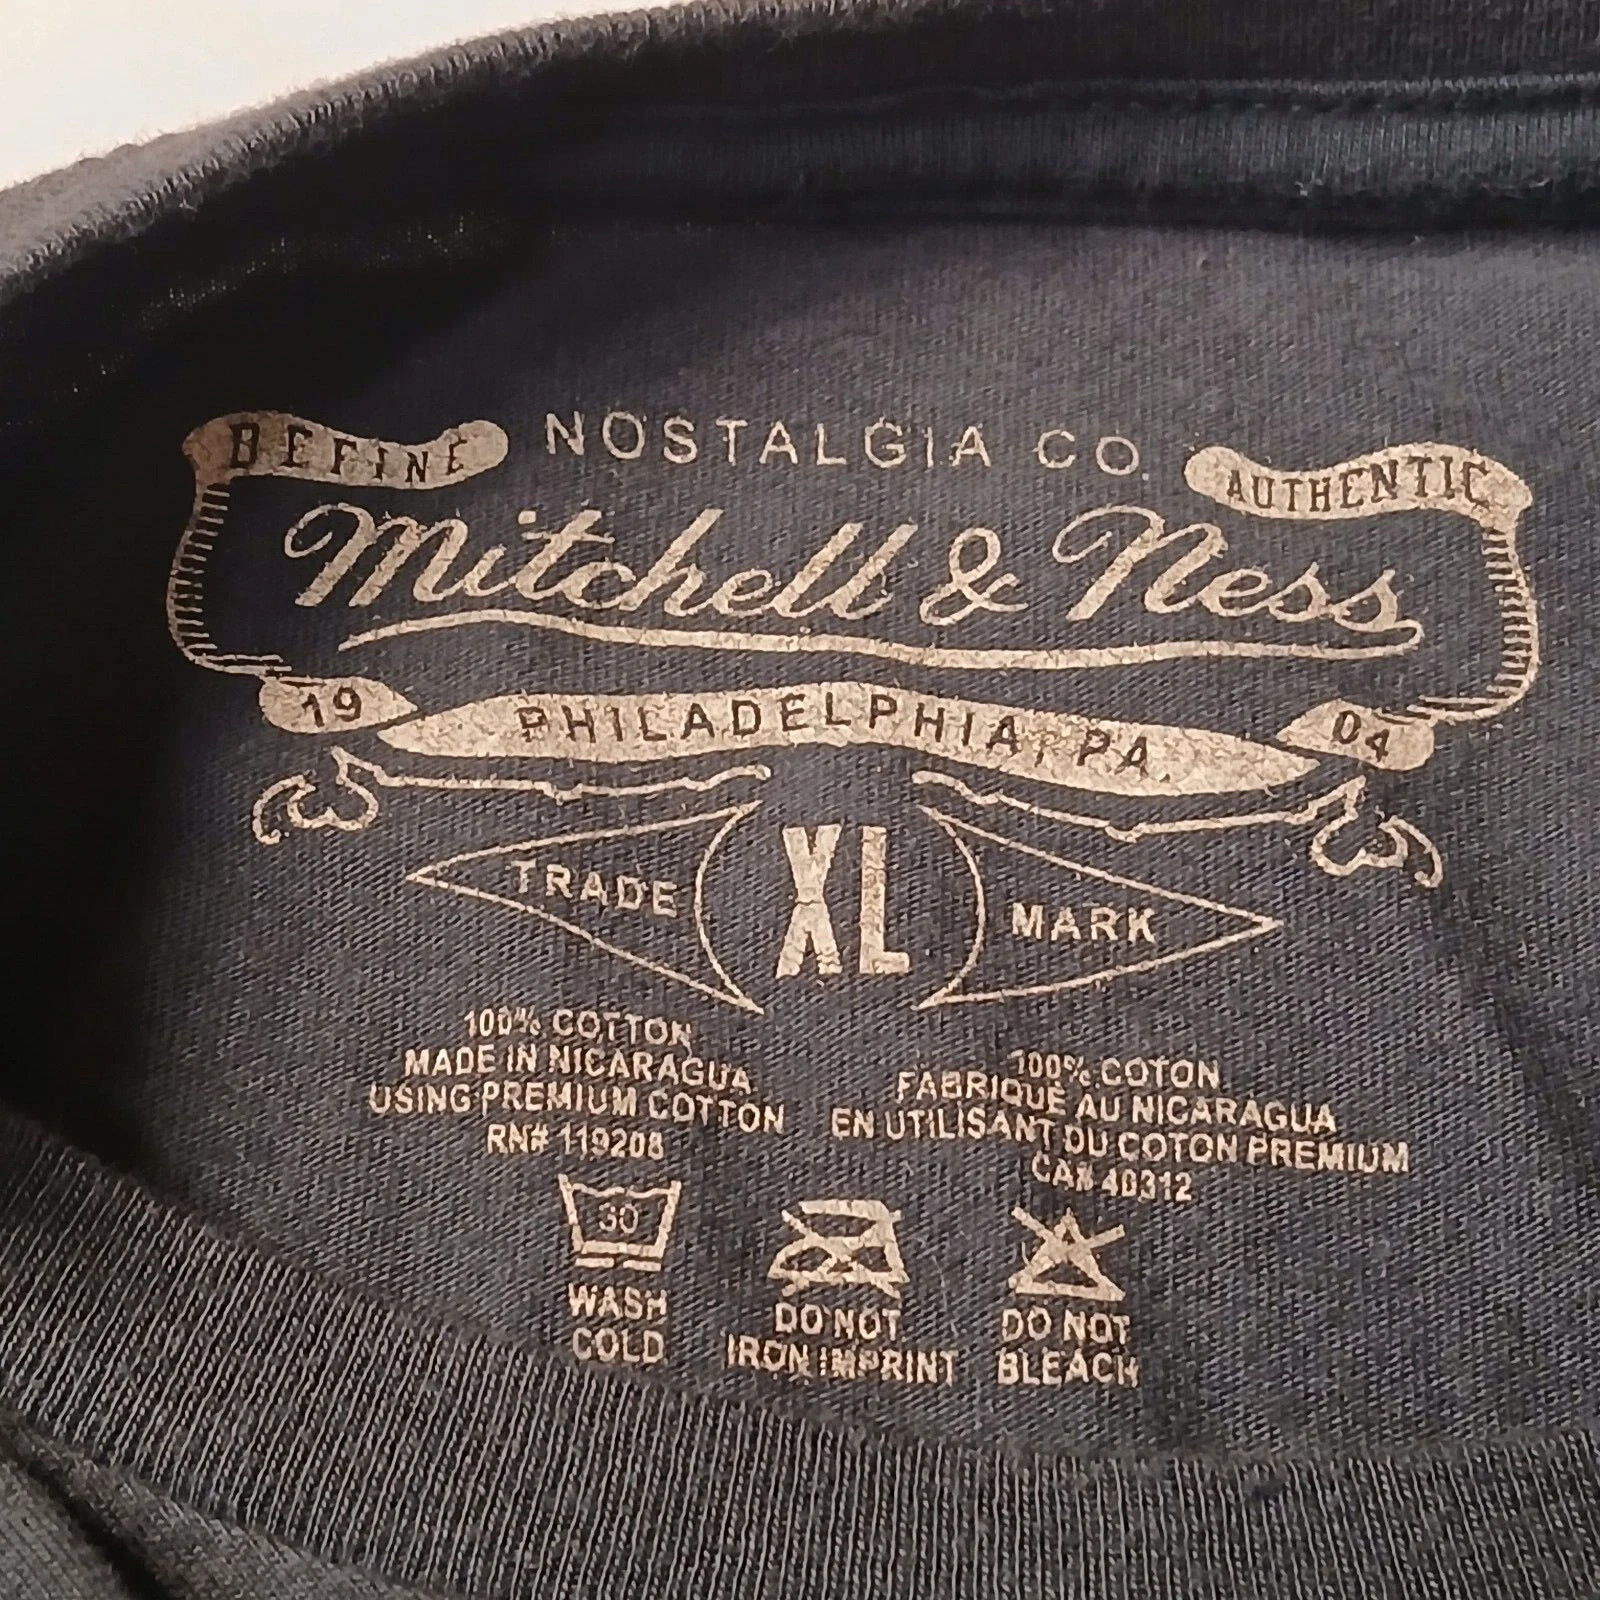 DEFINE NOSTALGIA CO. AUTHENTIC
Mitchell & Ness
19 PHILADELPHIA, PA. 04
TRADE XL MARK
100% COTTON
MADE IN NICARAGUA
USING PREMIUM COTTON
RN# 119208
100% COTON
FABRIQUÉ AU NICARAGUA
EN UTILISANT DU COTON PREMIUM
CA# 40312
30
WASH
COLD
DO NOT
IRON IMPRINT
DO NOT
BLEACH